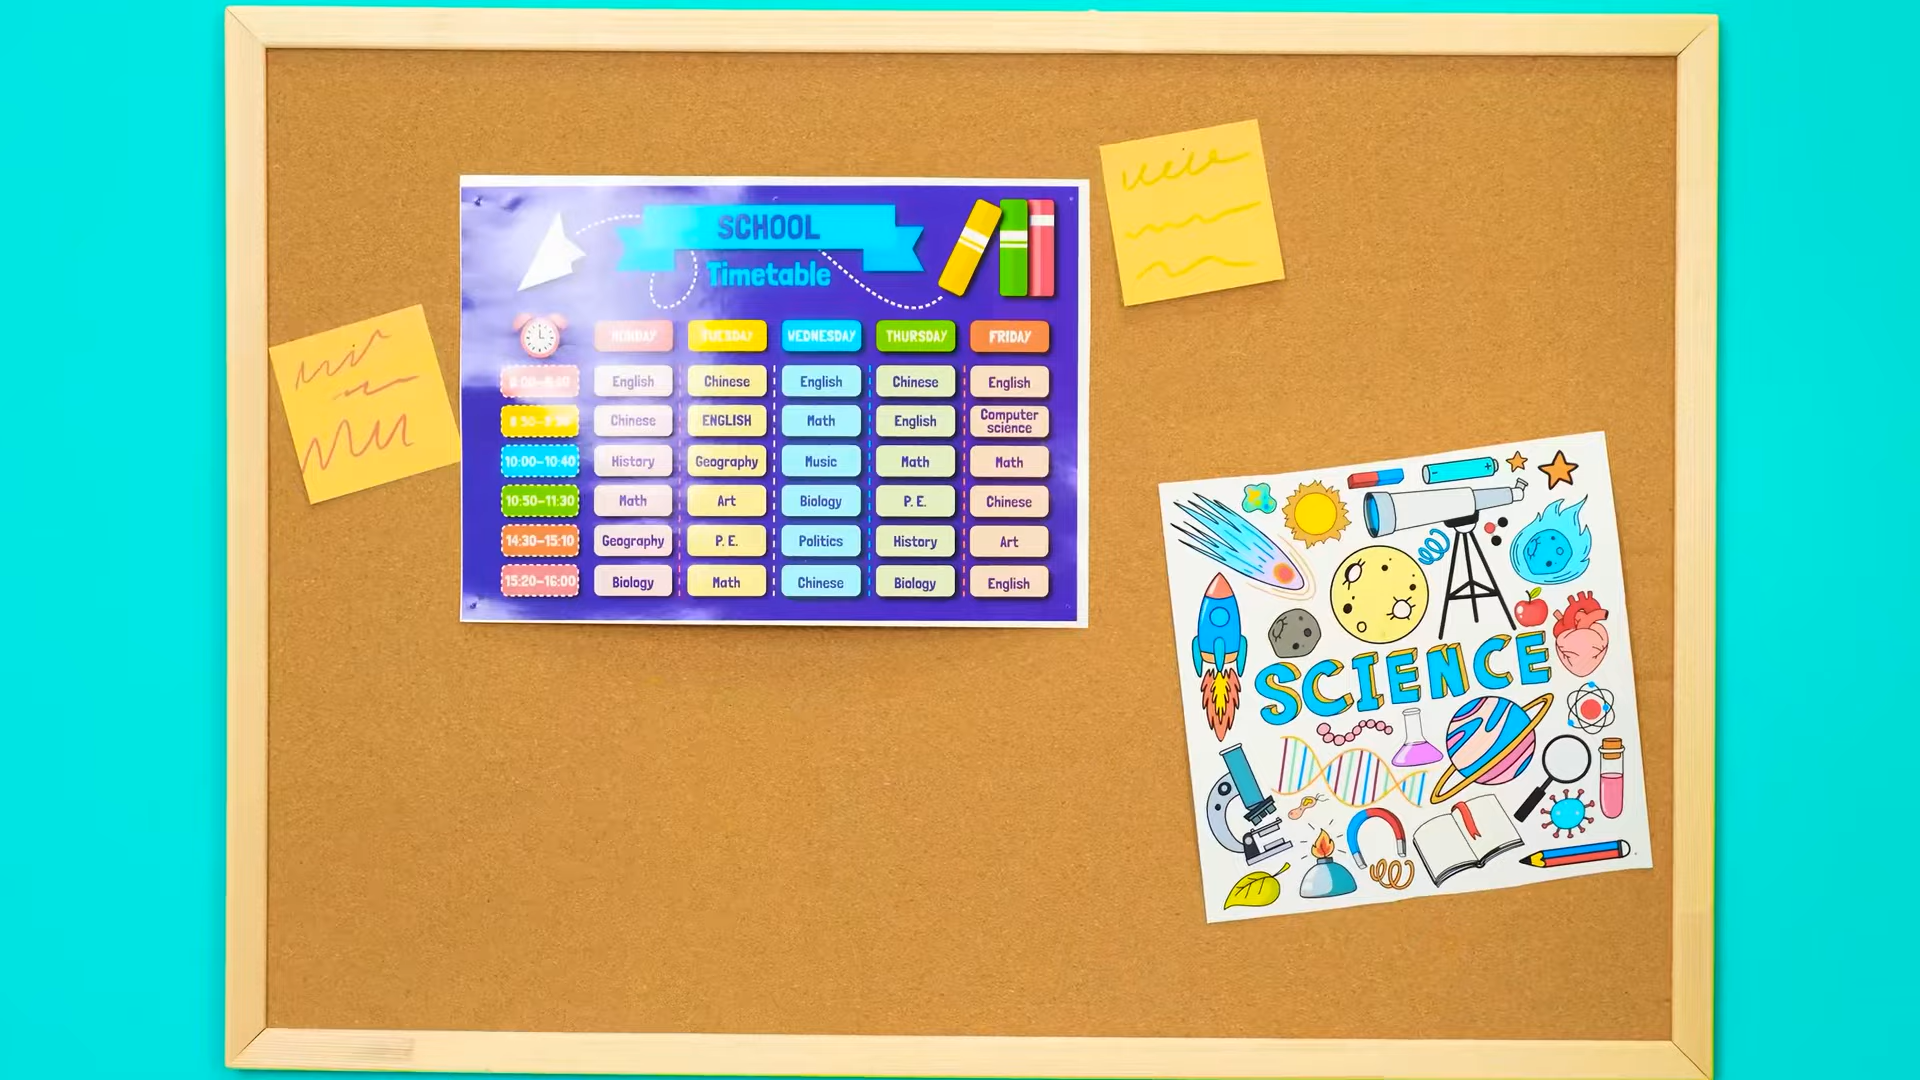 SCHOOL
Timetable
MONDAY TUESDAY WEDNESDAY THURSDAY FRIDAY
English Chinese English Chinese English
Chinese ENGLISH Math English Computer science
10:00–10:40 History Geography Music Math Math
10:50–11:30 Math Art Biology P. E. Chinese
14:30–15:10 Geography P. E. Politics History Art
15:20–16:00 Biology Math Chinese Biology English
SCIENCE